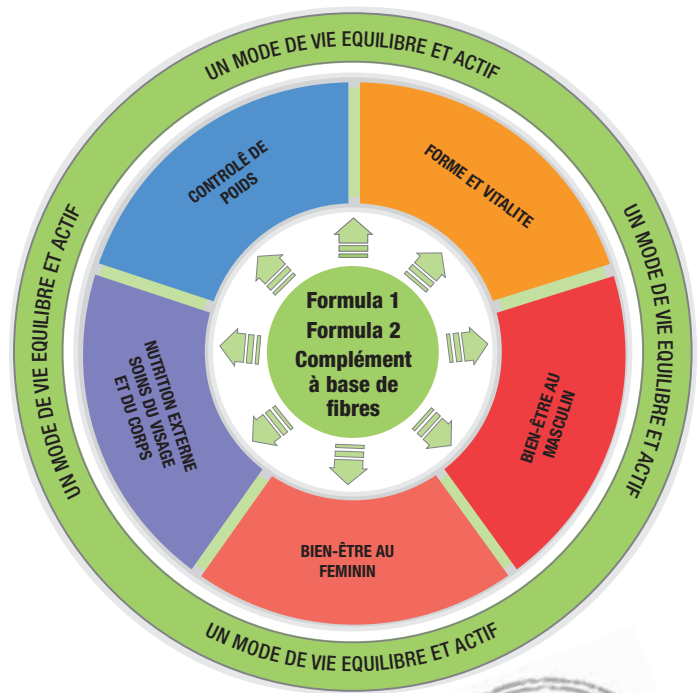 UN MODE DE VIE EQUILIBRE ET ACTIF
CONTROLÊ DE
POIDS
FORME ET VITALITE
UN MODE DE VIE EQUILIBRE ET ACTIF
UN MODE DE VIE EQUILIBRE ET ACTIF
Formula 1
Formula 2
Complément
à base de
fibres
NUTRITION EXTERNE
SOINS DU VISAGE
ET DU CORPS
BIEN-ÊTRE AU
MASCULIN
BIEN-ÊTRE AU
FEMININ
UN MODE DE VIE EQUILIBRE ET ACTIF